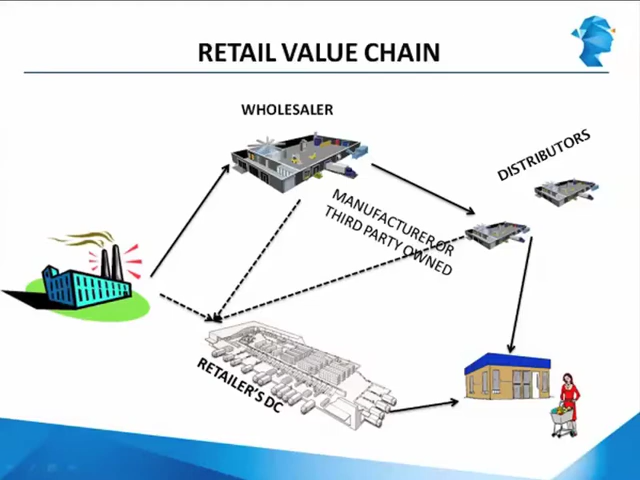 RETAIL VALUE CHAIN
WHOLESALER
DISTRIBUTORS
MANUFACTURER OR
THIRD PARTY OWNED
RETAILER'S DC